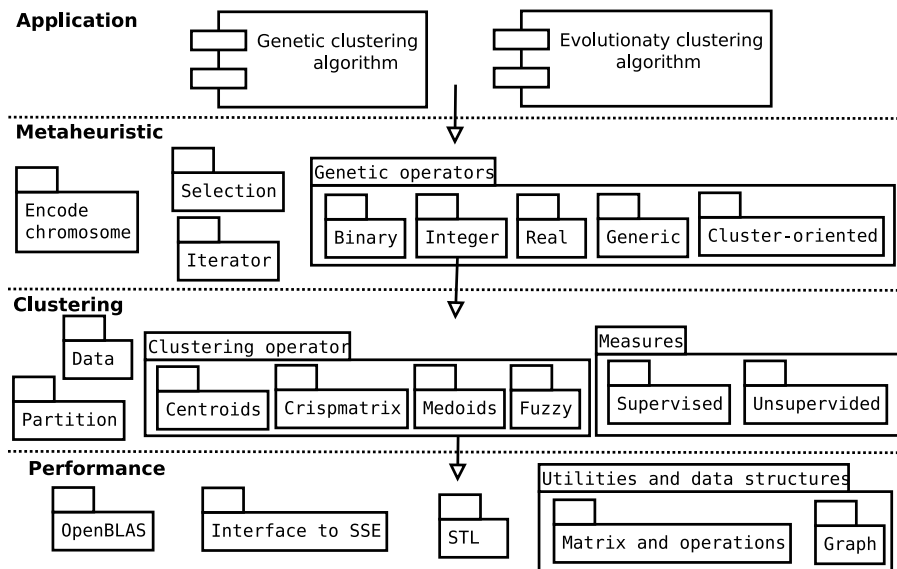 Application
Genetic clustering
algorithm
Evolutionaty clustering
algorithm
Metaheuristic
Encode
chromosome
Selection
Iterator
Genetic operators
Binary
Integer
Real
Generic
Cluster-oriented
Clustering
Data
Partition
Clustering operator
Centroids
Crispmatrix
Medoids
Fuzzy
Measures
Supervised
Unsupervided
Performance
OpenBLAS
Interface to SSE
STL
Utilities and data structures
Matrix and operations
Graph